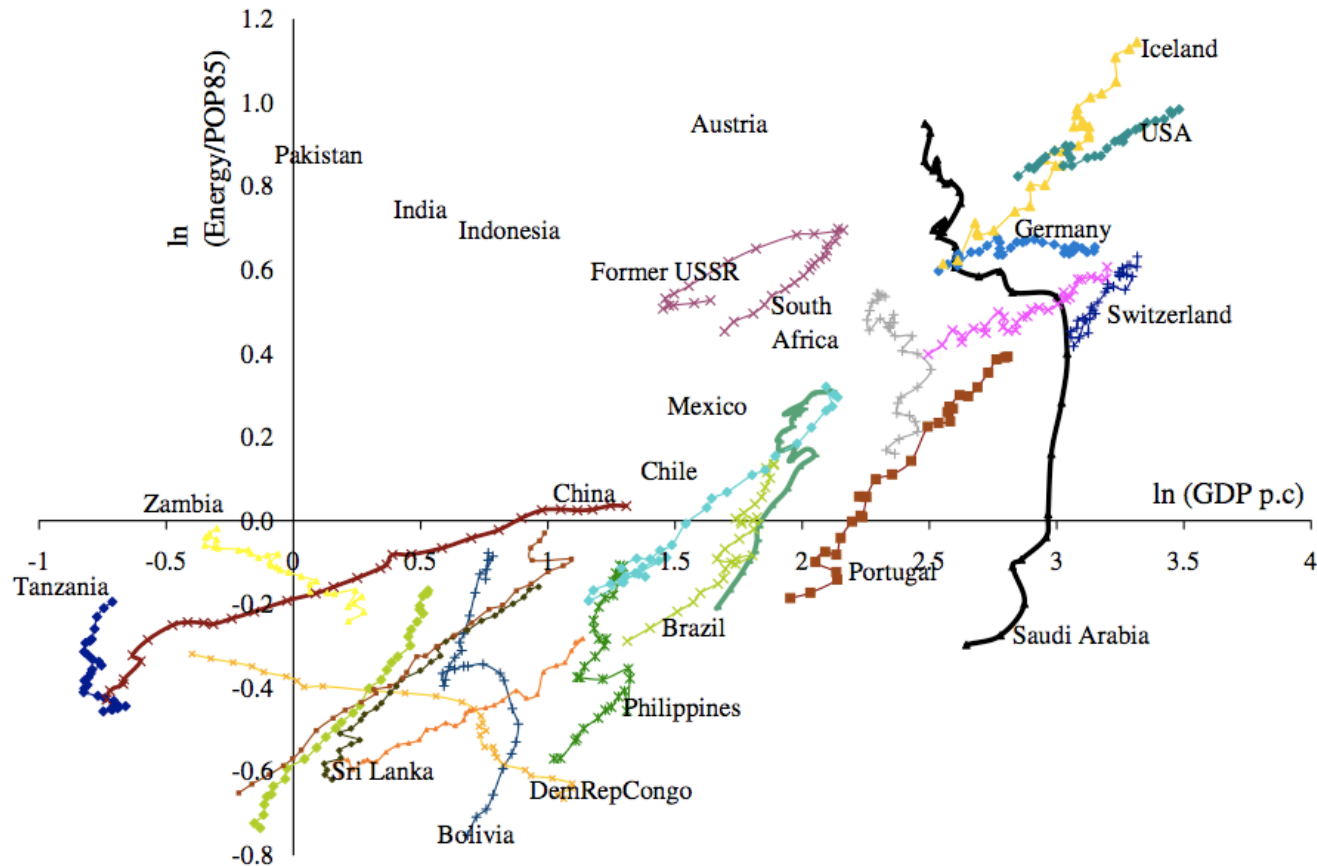 1.2
Iceland
1.0
ln
(Energy/POP85)
Austria
USA
Pakistan
0.8
India
Indonesia
Germany
0.6
Former USSR
South
Africa
Switzerland
0.4
Mexico
0.2
Chile
Zambia
China
ln (GDP p.c)
0.0
-1
-0.5
0
0.5
1
1.5
2
2.5
3
3.5
4
Tanzania
Portugal
-0.2
Brazil
Saudi Arabia
-0.4
Philippines
-0.6
Sri Lanka
DemRepCongo
Bolivia
-0.8